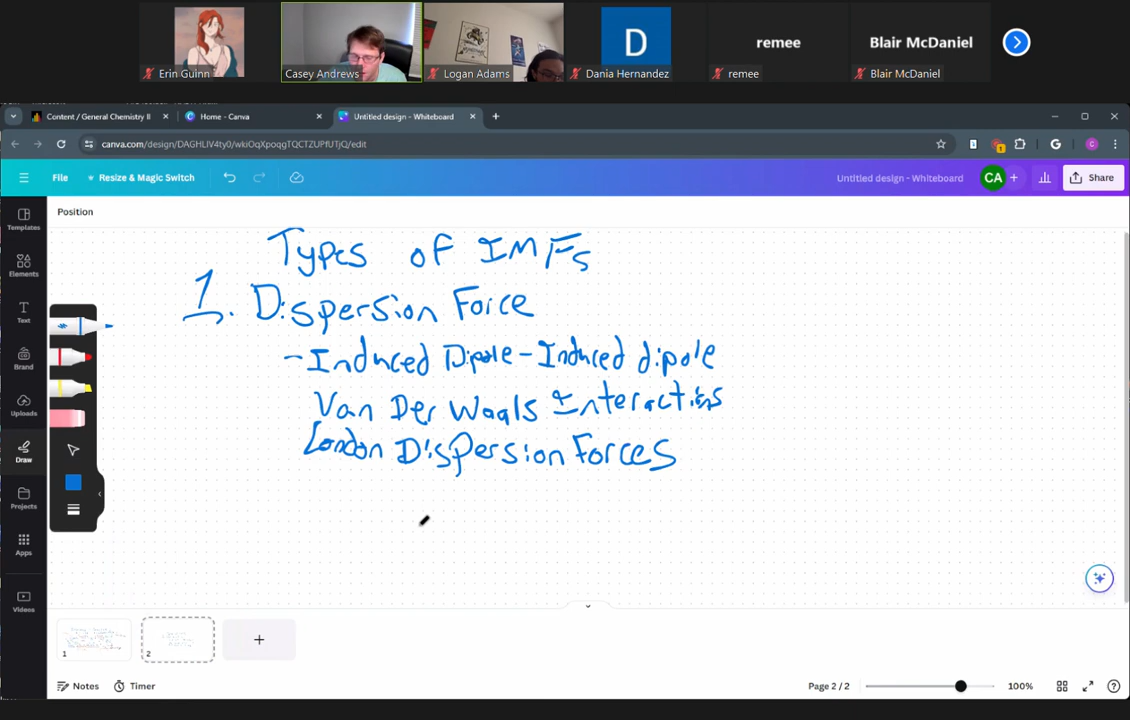 Erin Guinn
Casey Andrews
Logan Adams
D
Dania Hernandez
remee
remee
Blair McDaniel
Blair McDaniel
Content / General Chemistry II
Home - Canva
Untitled design - Whiteboard
canva.com/design/DAGHLIV4ty0/wkiOqXpoqgTQCTZUPfUTjQ/edit
G
C
File
Resize & Magic Switch
Untitled design - Whiteboard
CA
Share
Position
Templates
Elements
Text
Brand
Uploads
Draw
Projects
Apps
Videos
Types of IMFs
1. Dispersion Force
- Induced Dipole - Induced dipole
Van Der Waals Interactions
London Dispersion Forces
1
2
Notes
Timer
Page 2 / 2
100%